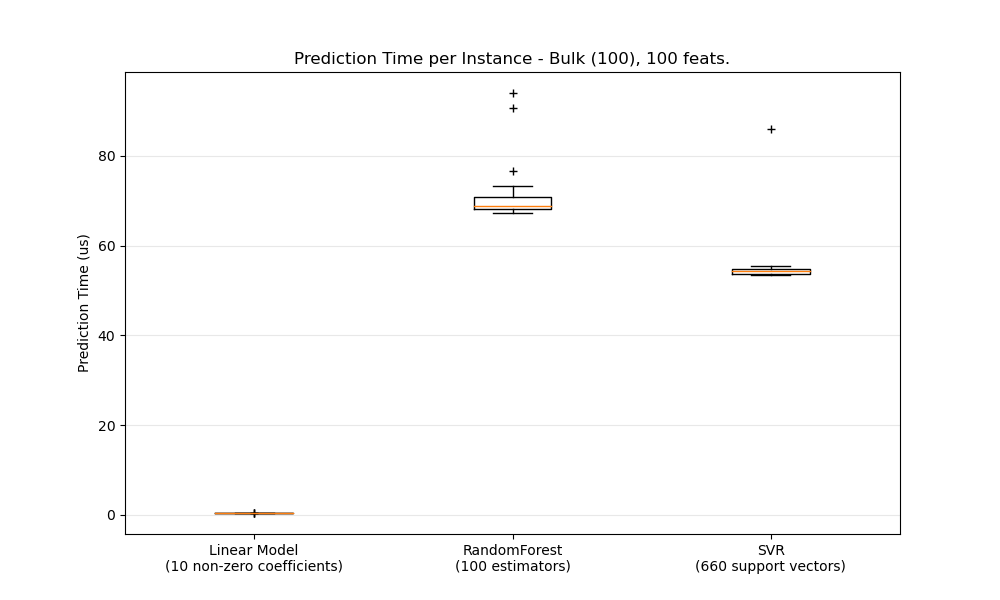 Prediction Time per Instance - Bulk (100), 100 feats.
Prediction Time (us)
80
60
40
20
0
Linear Model
(10 non-zero coefficients)
RandomForest
(100 estimators)
SVR
(660 support vectors)